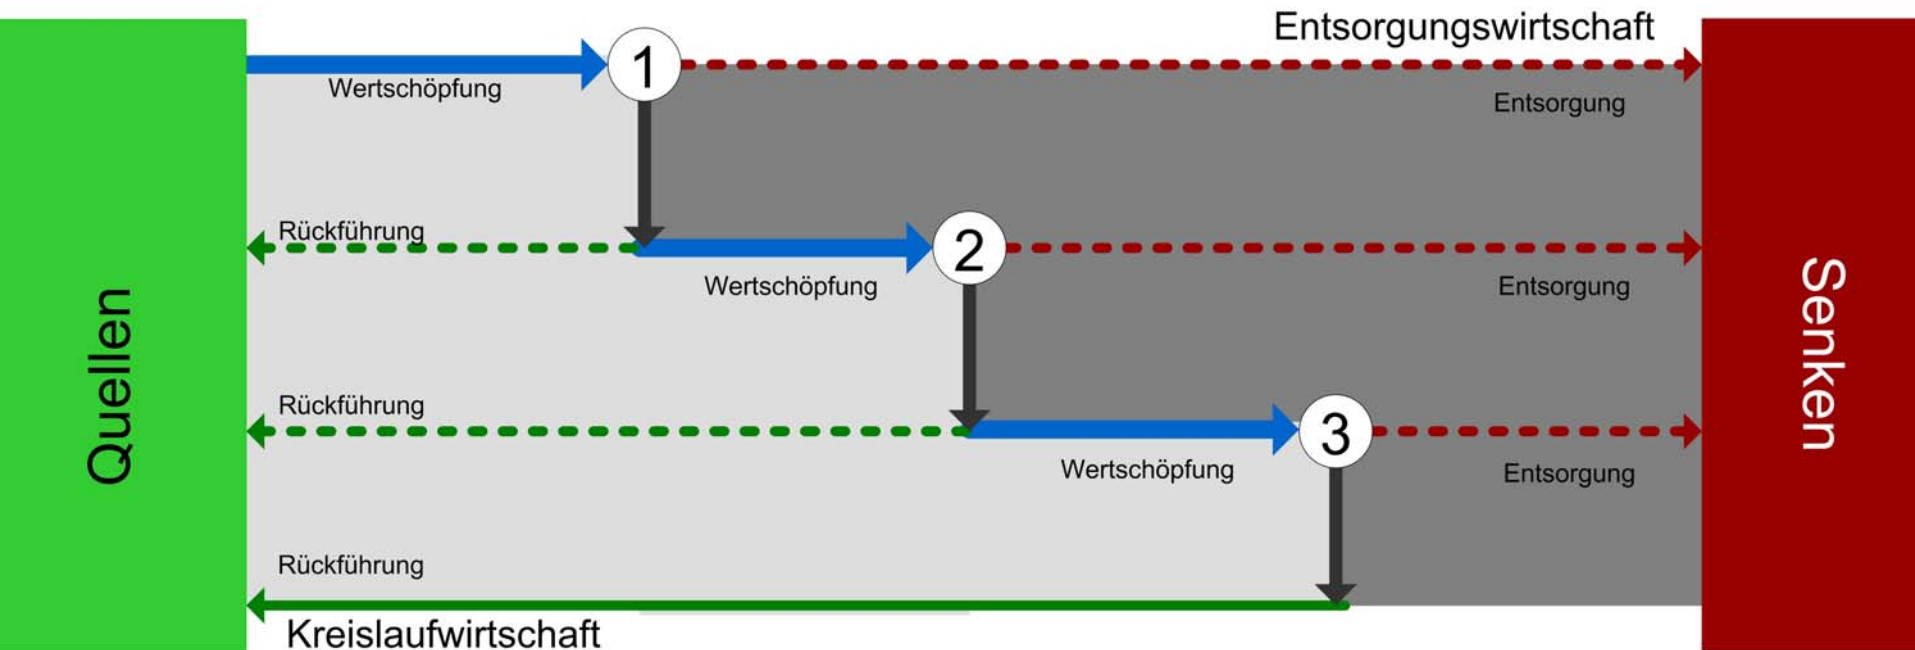 Entsorgungswirtschaft
1
Wertschöpfung
Entsorgung
Rückführung
2
Wertschöpfung
Entsorgung
Quellen
Senken
Rückführung
3
Wertschöpfung
Entsorgung
Rückführung
Kreislaufwirtschaft